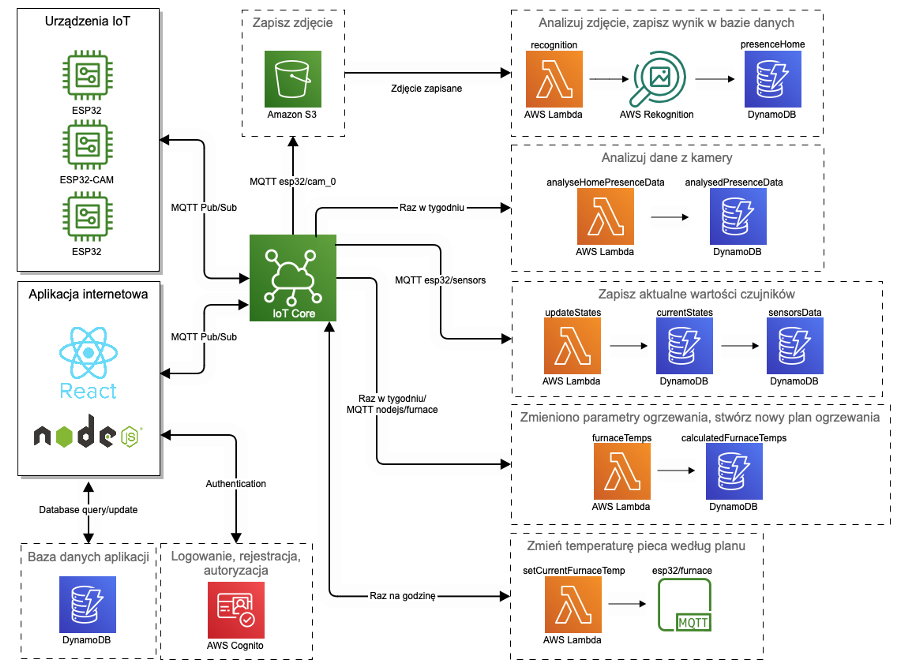 Urządzenia IoT
ESP32
ESP32-CAM
ESP32
MQTT Pub/Sub
Aplikacja internetowa
React
node
JS
MQTT Pub/Sub
Authentication
Database query/update
Baza danych aplikacji
DynamoDB
Logowanie, rejestracja,
autoryzacja
AWS Cognito
Zapisz zdjęcie
Amazon S3
MQTT esp32/cam_0
IoT Core
Zdjęcie zapisane
Raz w tygodniu
MQTT esp32/sensors
Raz w tygodniu/
MQTT nodejs/furnace
Raz na godzinę
Analizuj zdjęcie, zapisz wynik w bazie danych
recognition
AWS Lambda
AWS Rekognition
presenceHome
DynamoDB
Analizuj dane z kamery
analyseHomePresenceData
AWS Lambda
analysedPresenceData
DynamoDB
Zapisz aktualne wartości czujników
updateStates
AWS Lambda
currentStates
DynamoDB
sensorsData
DynamoDB
Zmieniono parametry ogrzewania, stwórz nowy plan ogrzewania
furnaceTemps
AWS Lambda
calculatedFurnaceTemps
DynamoDB
Zmień temperaturę pieca według planu
setCurrentFurnaceTemp
AWS Lambda
esp32/furnace
MQTT